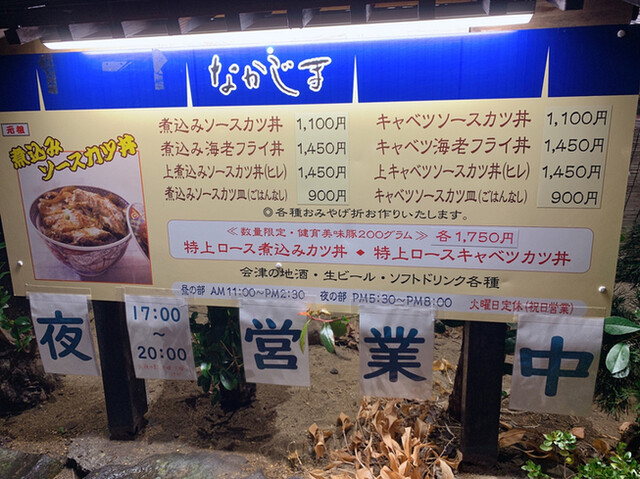 なかじま
元祖
煮込み
ソースカツ丼
煮込みソースカツ丼 1,100円
煮込み海老フライ丼 1,450円
上煮込みソースカツ丼(ヒレ) 1,450円
煮込みソースカツ皿(ごはんなし) 900円
キャベツソースカツ丼 1,100円
キャベツ海老フライ丼 1,450円
上キャベツソースカツ丼(ヒレ) 1,450円
キャベツソースカツ皿(ごはんなし) 900円
◎各種おみやげ折お作りいたします。
≪数量限定・健育美味豚200グラム≫ 各1,750円
特上ロース煮込みカツ丼 ◆ 特上ロースキャベツカツ丼
会津の地酒・生ビール・ソフトドリンク各種
昼の部 AM11:00～PM2:30 夜の部 PM5:30～PM8:00 火曜日定休(祝日営業)
夜 17:00～20:00 営業中